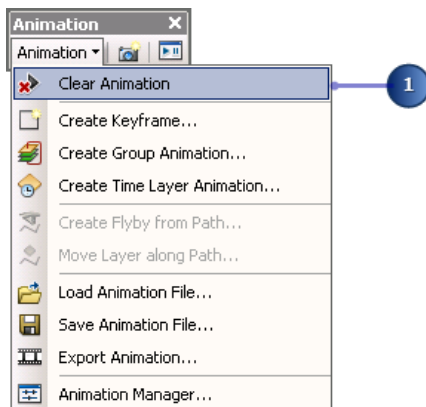 Animation
Animation
Clear Animation
1
Create Keyframe...
Create Group Animation...
Create Time Layer Animation...
Create Flyby from Path...
Move Layer along Path...
Load Animation File...
Save Animation File...
Export Animation...
Animation Manager...